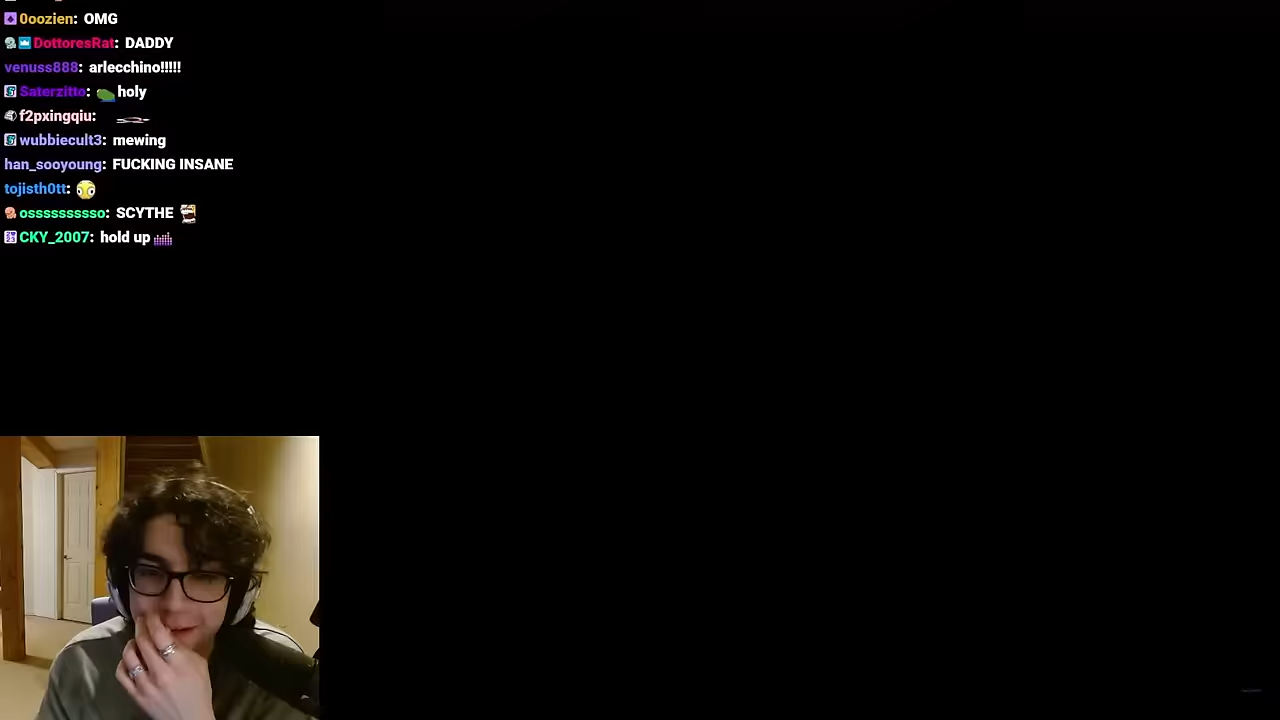 0oozien: OMG
DottoresRat: DADDY
venuss888: arlecchino!!!!!
Saterzitto: holy
f2pxingqiu:
wubbiecult3: mewing
han_sooyoung: FUCKING INSANE
tojisth0tt:
ossssssssso: SCYTHE
CKY_2007: hold up